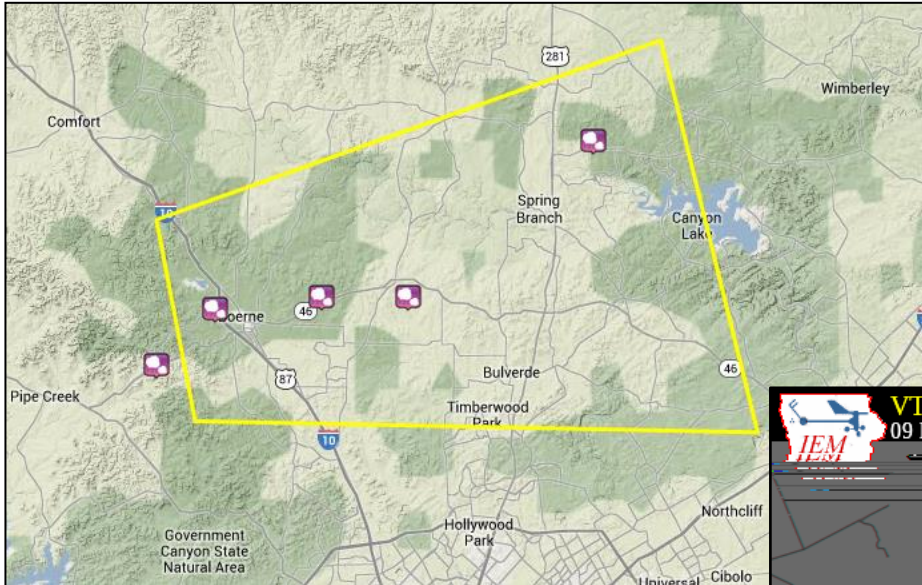 281
Wimberley
Comfort
Spring
Branch
Canyon
Lake
10
Boerne
46
Pipe Creek
87
Bulverde
46
Timberwood
Park
10
IEM
VT
09
Northcliff
Hollywood
Park
Government
Canyon State
Natural Area
Universal
Cibolo